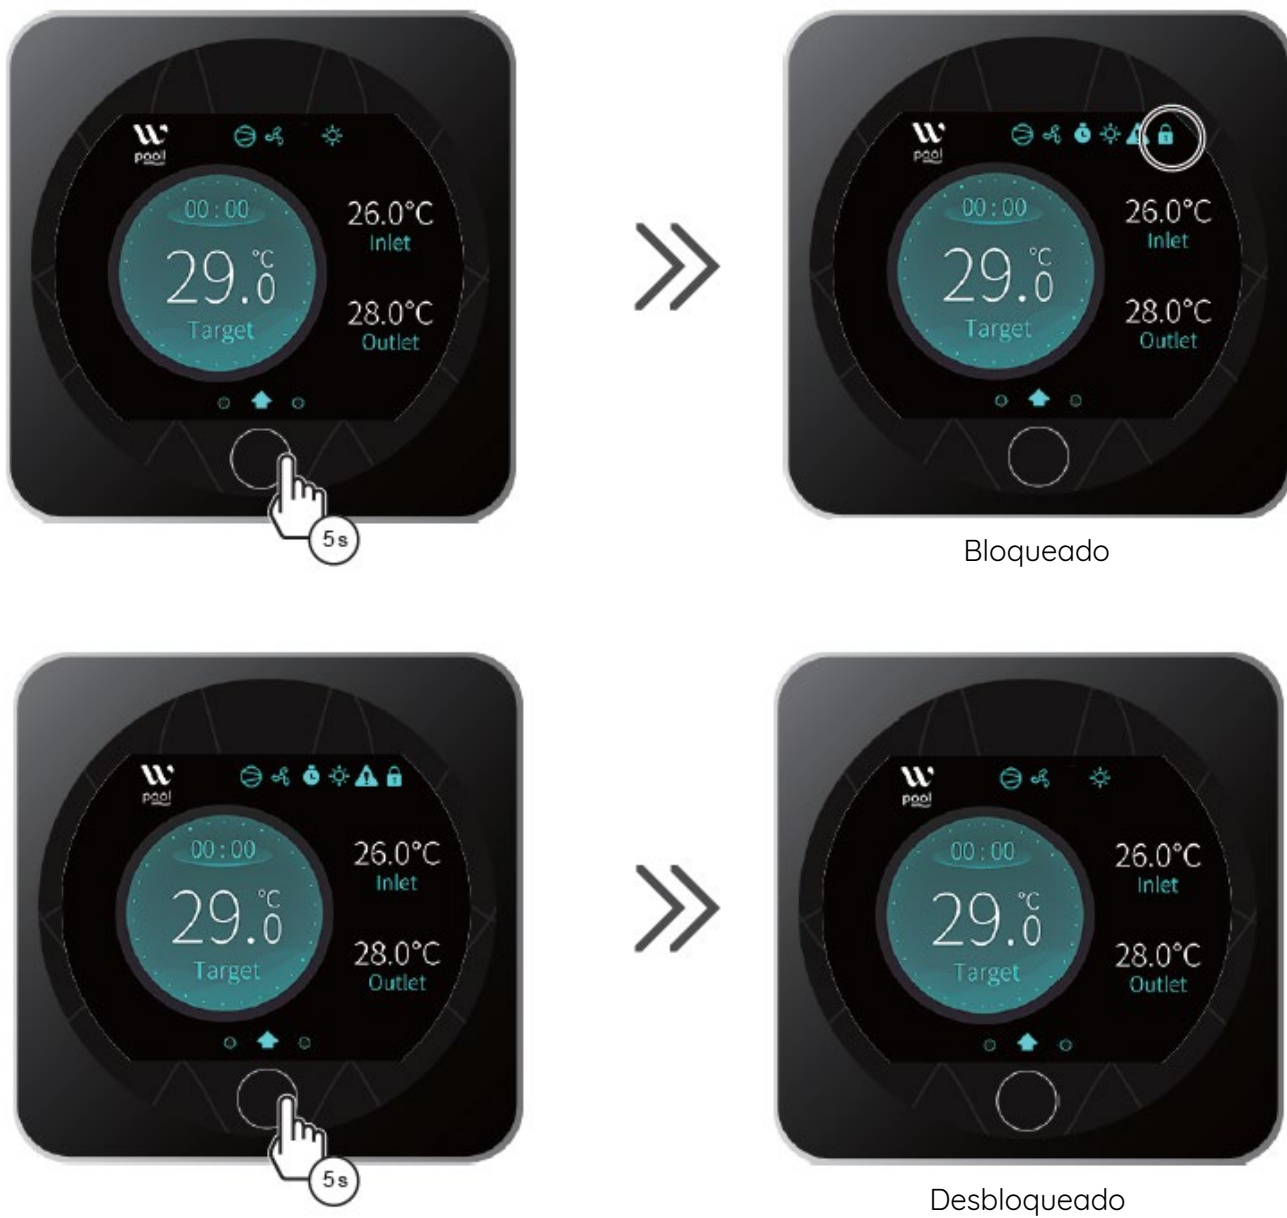 W
pool
00:00
29.0 °C
Target
26.0°C
Inlet
28.0°C
Outlet
5s
W
pool
00:00
29.0 °C
Target
26.0°C
Inlet
28.0°C
Outlet
Bloqueado
W
pool
00:00
29.0 °C
Target
26.0°C
Inlet
28.0°C
Outlet
5s
W
pool
00:00
29.0 °C
Target
26.0°C
Inlet
28.0°C
Outlet
Desbloqueado